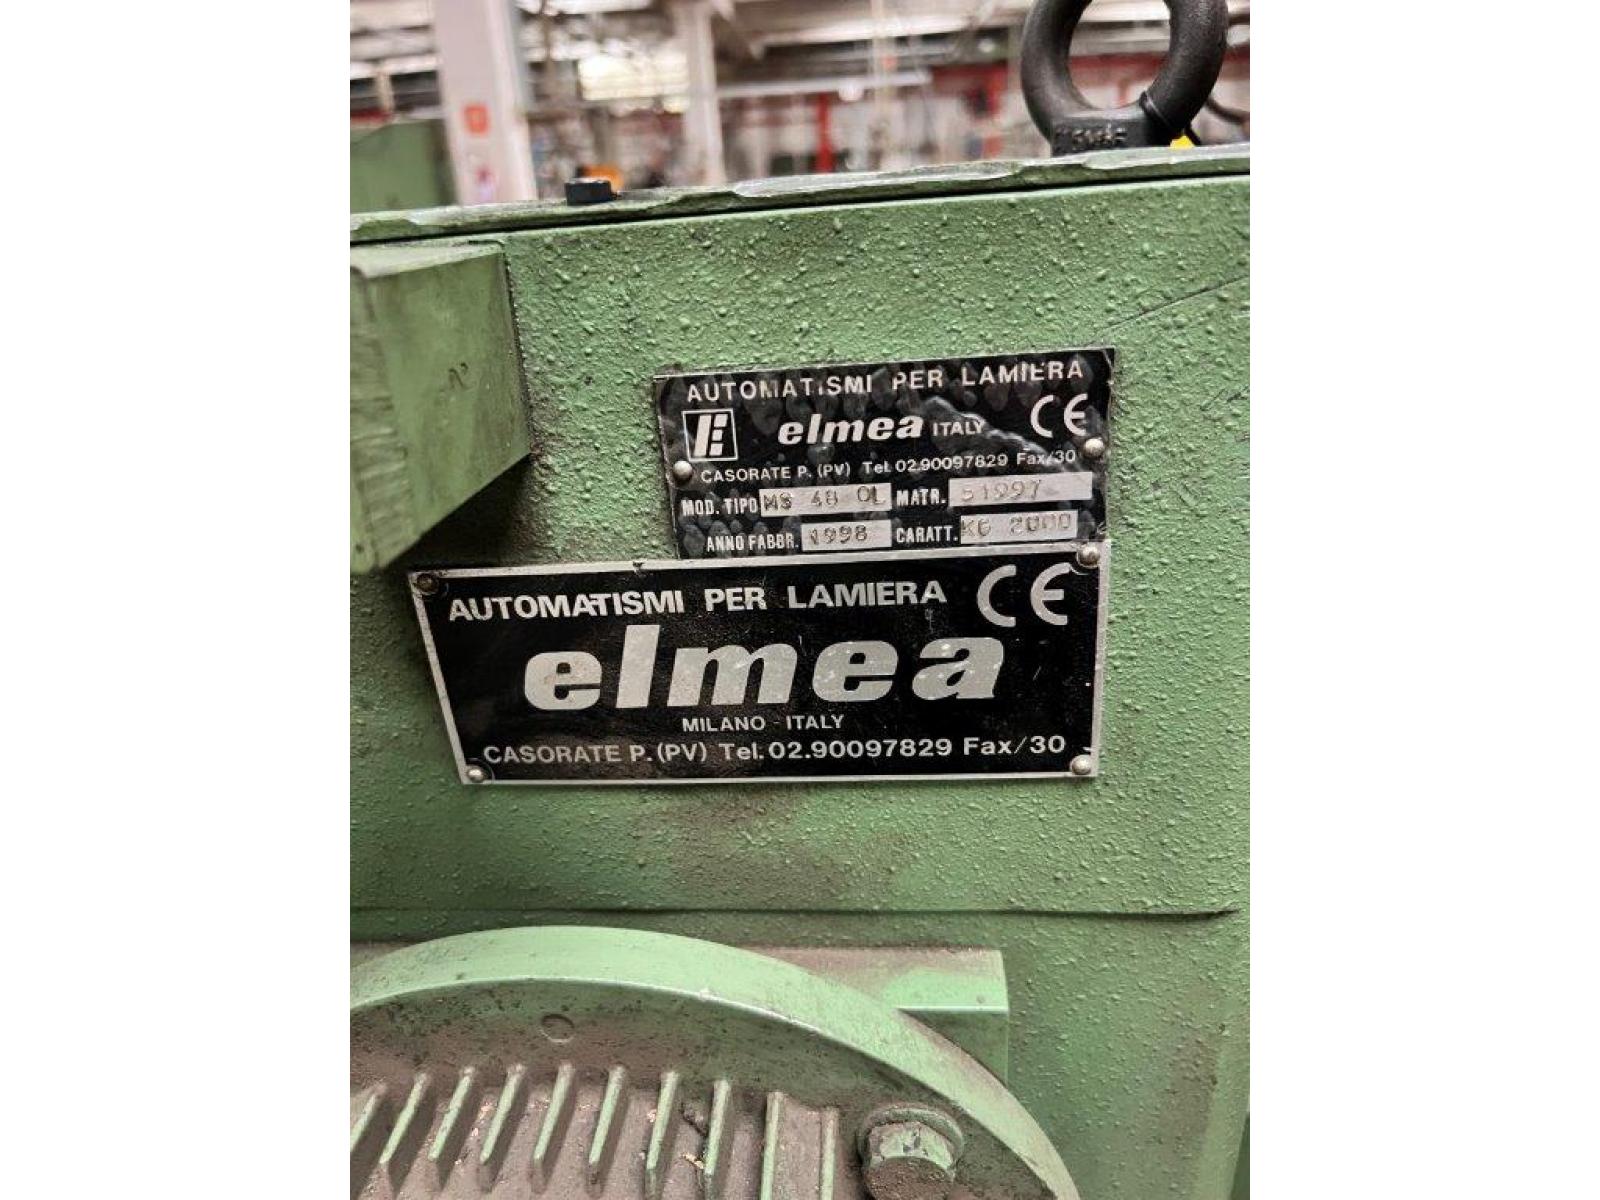 AUTOMATISMI PER LAMIERA
elmea ITALY CE
CASORATE P. (PV) Tel. 02.90097829 Fax/30
MOD. TIPO MS 48 OL MATR. 51997
ANNO FABBR. 1998 CARATT. KG 2000
AUTOMATISMI PER LAMIERA CE
elmea
MILANO - ITALY
CASORATE P. (PV) Tel. 02.90097829 Fax/30